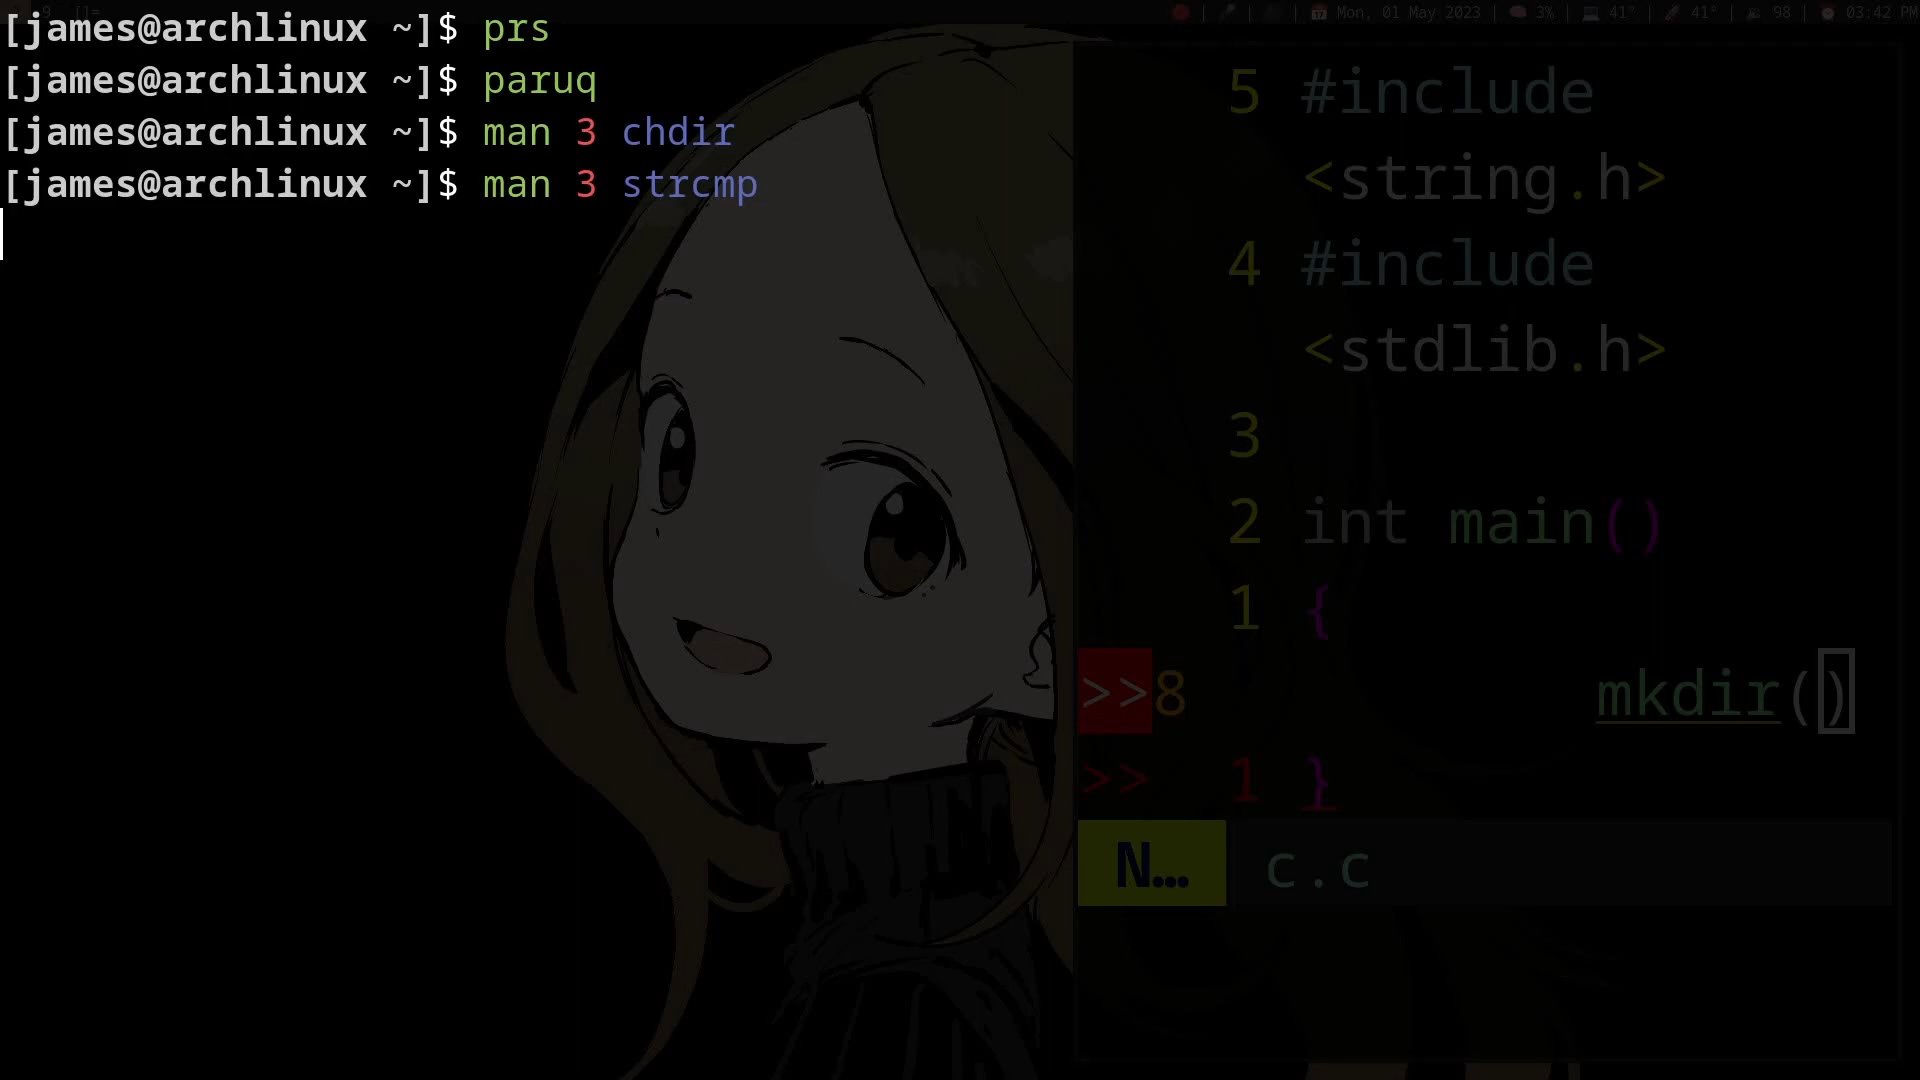 9 []=
| | | Mon, 01 May 2023 | 3% | 41° | 41° | 98 | 03:42 PM
[james@archlinux ~]$ prs
[james@archlinux ~]$ paruq
[james@archlinux ~]$ man 3 chdir
[james@archlinux ~]$ man 3 strcmp
5 #include
<string.h>
4 #include
<stdlib.h>
3
2 int main()
1 {
>>8 mkdir()
>> 1 }
N… c.c